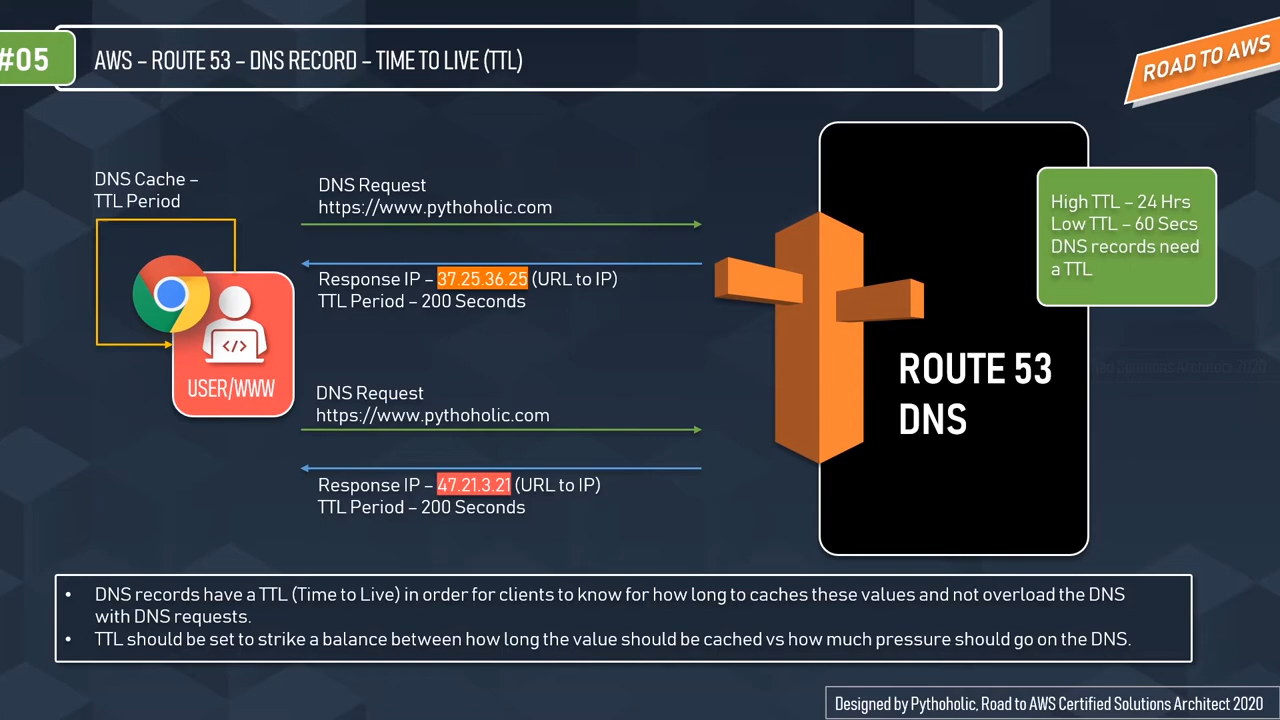 #05
AWS – ROUTE 53 – DNS RECORD – TIME TO LIVE (TTL)
ROAD TO AWS
DNS Cache –
TTL Period
DNS Request
https://www.pythoholic.com
Response IP – 37.25.36.25 (URL to IP)
TTL Period – 200 Seconds
High TTL – 24 Hrs
Low TTL – 60 Secs
DNS records need
a TTL
</>
USER/WWW
ROUTE 53
DNS
Solutions Architect 2020
DNS Request
https://www.pythoholic.com
Response IP – 47.21.3.21 (URL to IP)
TTL Period – 200 Seconds
• DNS records have a TTL (Time to Live) in order for clients to know for how long to caches these values and not overload the DNS
with DNS requests.
• TTL should be set to strike a balance between how long the value should be cached vs how much pressure should go on the DNS.
Designed by Pythoholic, Road to AWS Certified Solutions Architect 2020